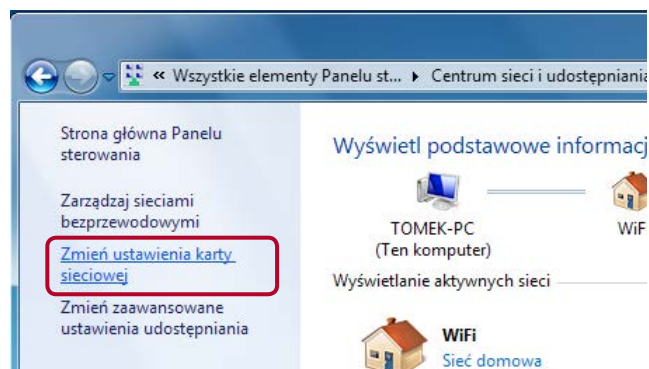 « Wszystkie elementy Panelu st... ▸ Centrum sieci i udostępniania
Strona główna Panelu
sterowania
Zarządzaj sieciami
bezprzewodowymi
Zmień ustawienia karty
sieciowej
Zmień zaawansowane
ustawienia udostępniania
Wyświetl podstawowe informacj
TOMEK-PC
(Ten komputer)
WiF
Wyświetlanie aktywnych sieci
WiFi
Sieć domowa